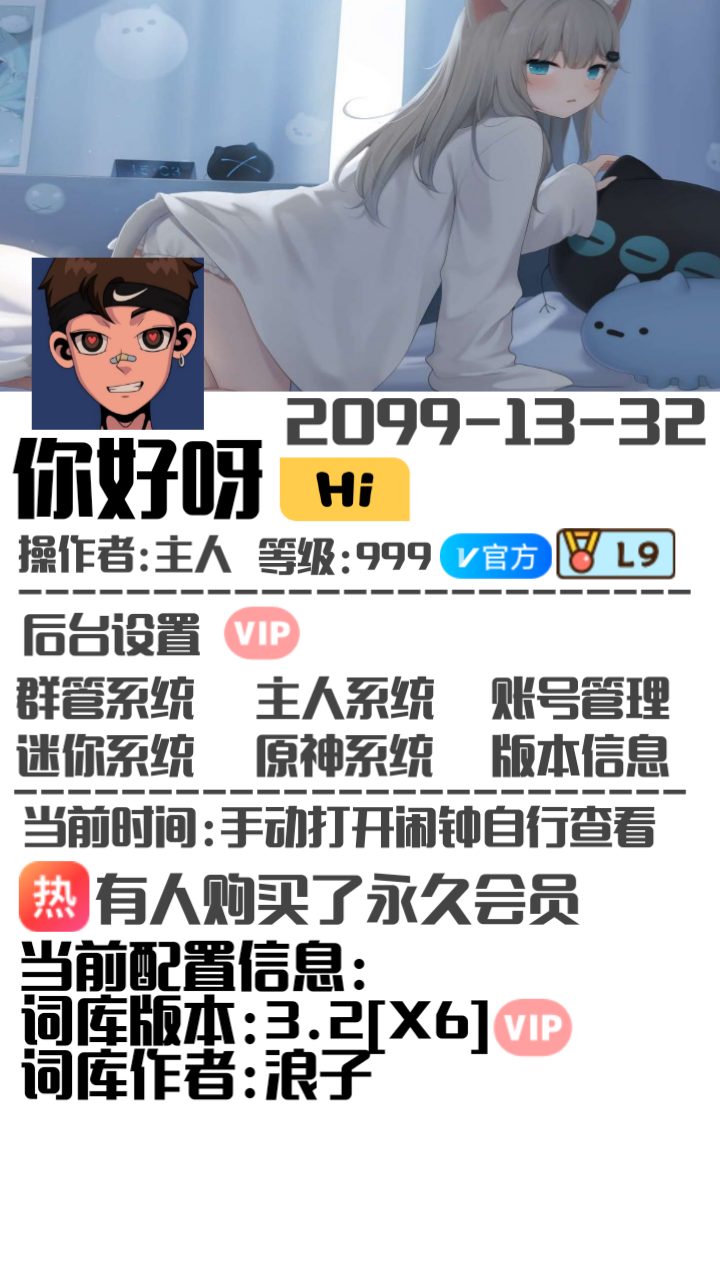 2099-13-32
你好呀 Hi
操作者:主人 等级:999 V官方 L9
后台设置 VIP
群管系统 主人系统 账号管理
迷你系统 原神系统 版本信息
当前时间:手动打开闹钟自行查看
热 有人购买了永久会员
当前配置信息:
词库版本:3.2[X6] VIP
词库作者:浪子